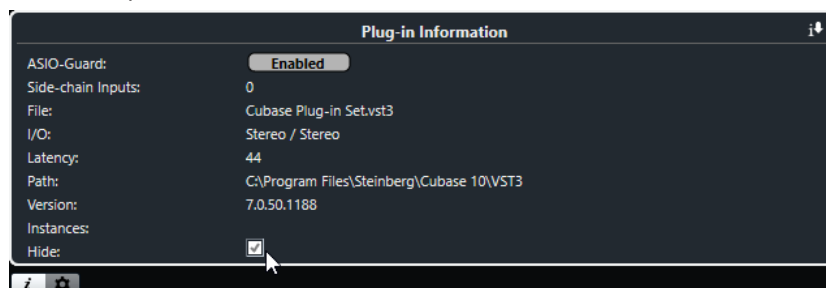 Plug-in Information
ASIO-Guard: Enabled
Side-chain Inputs: 0
File: Cubase Plug-in Set.vst3
I/O: Stereo / Stereo
Latency: 44
Path: C:\Program Files\Steinberg\Cubase 10\VST3
Version: 7.0.50.1188
Instances:
Hide: